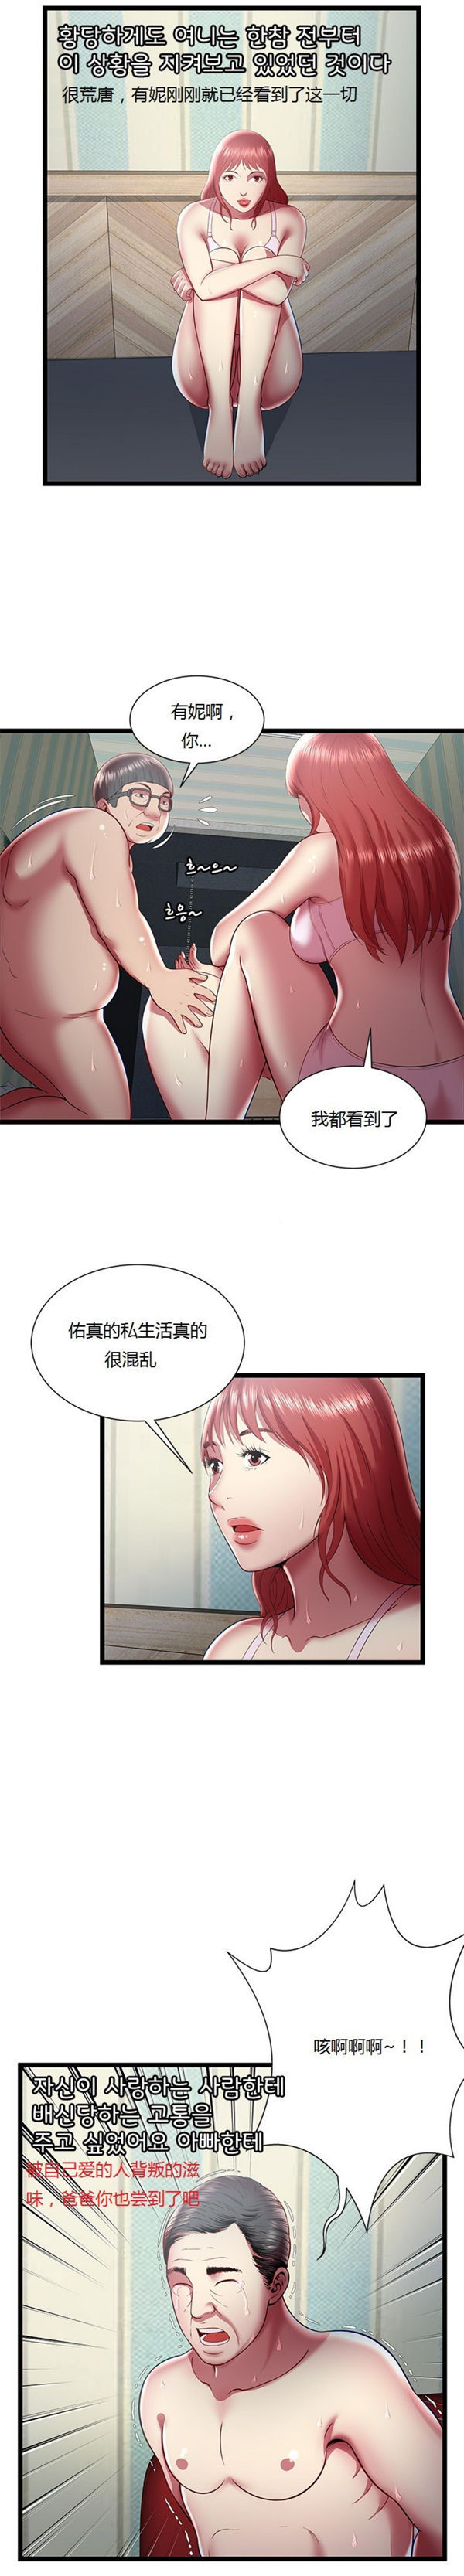 황당하게도 여니는 한참 전부터
이 상황을 지켜보고 있었던 것이다
很荒唐，有妮刚刚就已经看到了这一切
有妮啊，
你...
흐~으~
흐응~
我都看到了
佑真的私生活真的
很混乱
咳啊啊啊~！！
자신이 사랑하는 사람한테
배신당하는 고통을
주고 싶었어요 아빠한테
被自己爱的人背叛的滋
味，爸爸你也尝到了吧